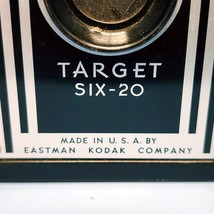 TARGET
SIX-20
MADE IN U. S. A. BY
EASTMAN KODAK COMPANY